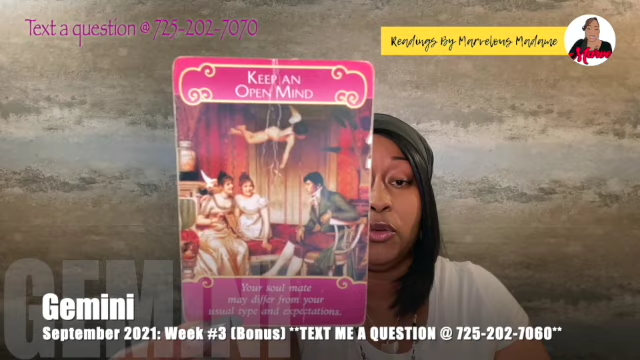 Text a question @ 725-202-7070
Readings By Marvelous Madame
KEEP AN
OPEN MIND
Your soul mate
may differ from your
usual type and expectations.
GEMINI
Gemini
September 2021: Week #3 (Bonus) **TEXT ME A QUESTION @ 725-202-7060**